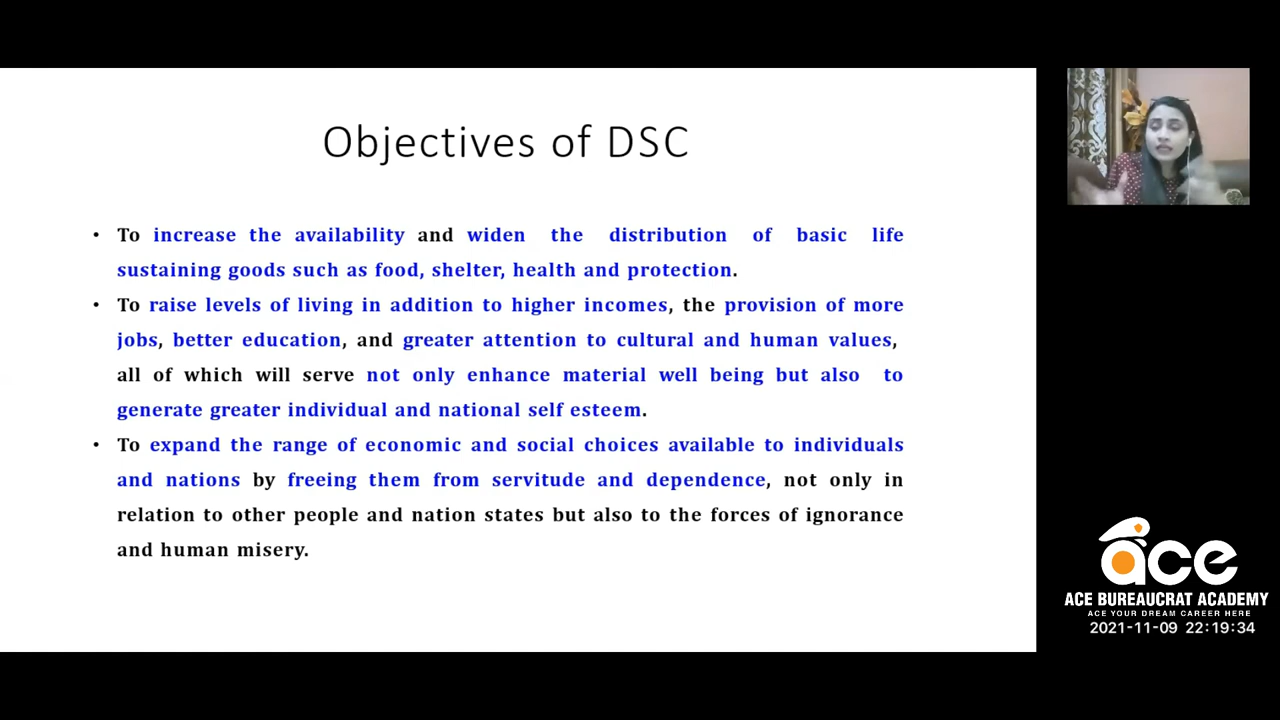 Objectives of DSC
• To increase the availability and widen the distribution of basic life
sustaining goods such as food, shelter, health and protection.
• To raise levels of living in addition to higher incomes, the provision of more
jobs, better education, and greater attention to cultural and human values,
all of which will serve not only enhance material well being but also to
generate greater individual and national self esteem.
• To expand the range of economic and social choices available to individuals
and nations by freeing them from servitude and dependence, not only in
relation to other people and nation states but also to the forces of ignorance
and human misery.
ace
ACE BUREAUCRAT ACADEMY
ACE YOUR DREAM CAREER HERE
2021-11-09 22:19:34